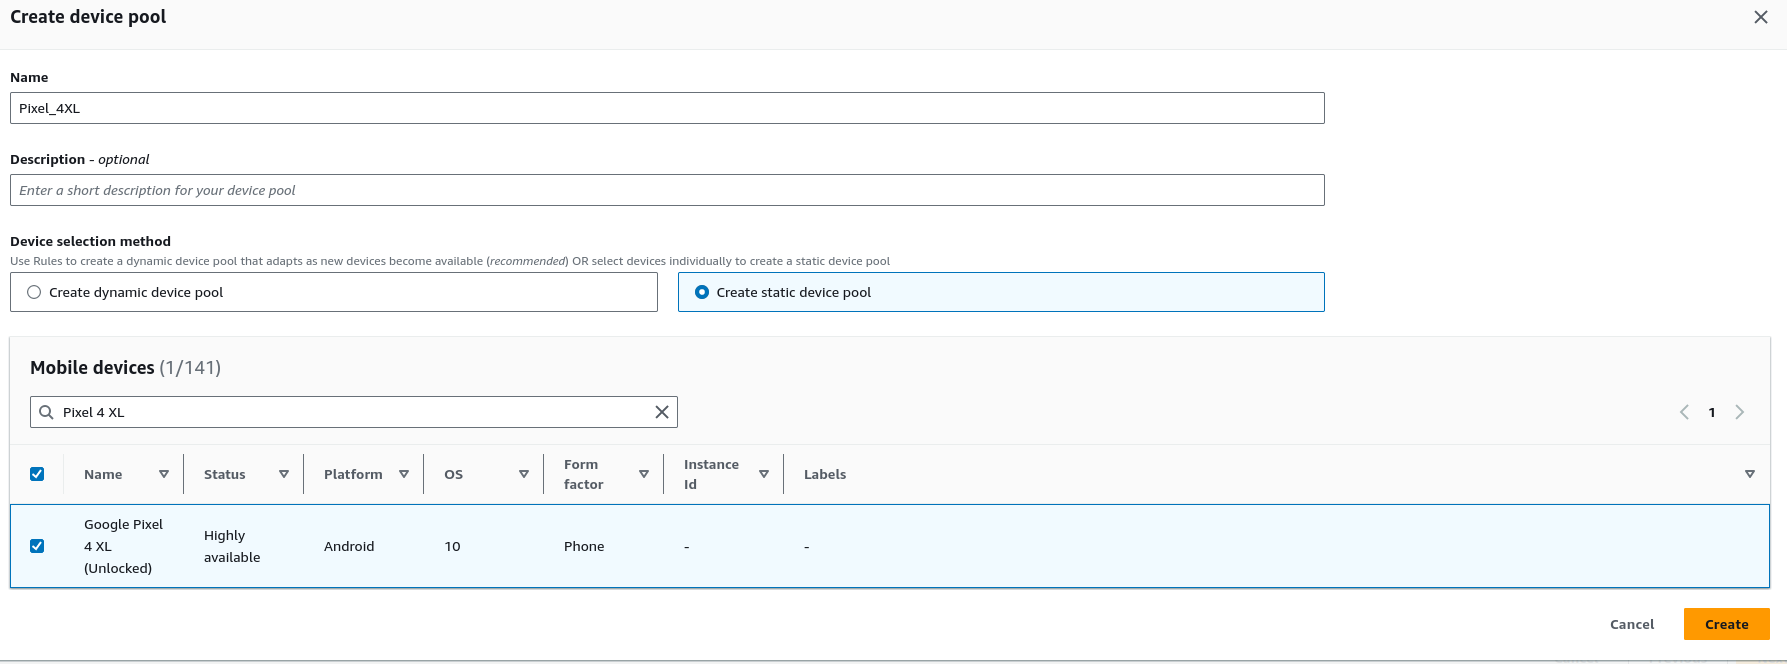 Create device pool
Name
Pixel_4XL
Description - optional
Enter a short description for your device pool
Device selection method
Use Rules to create a dynamic device pool that adapts as new devices become available (recommended) OR select devices individually to create a static device pool
Create dynamic device pool
Create static device pool
Mobile devices (1/141)
Pixel 4 XL
1
Name
Status
Platform
OS
Form
factor
Instance
Id
Labels
Google Pixel
4 XL
(Unlocked)
Highly
available
Android
10
Phone
-
-
Cancel
Create